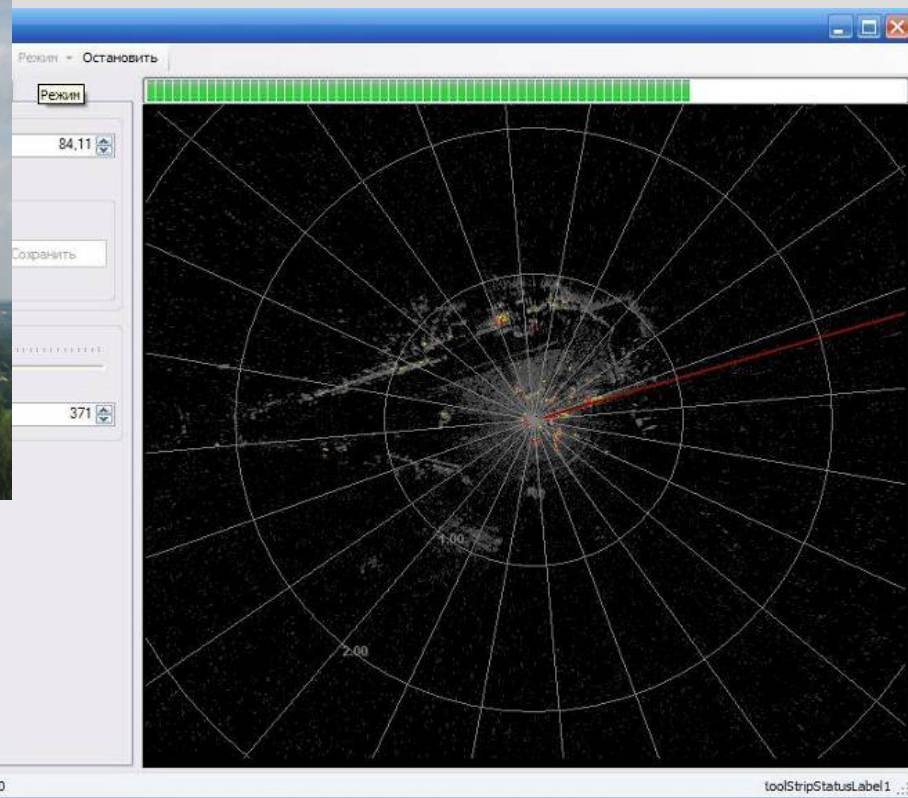 Режим Остановить
Режим
84,11
Сохранить
371
1.00
2.00
0
toolStripStatusLabel1